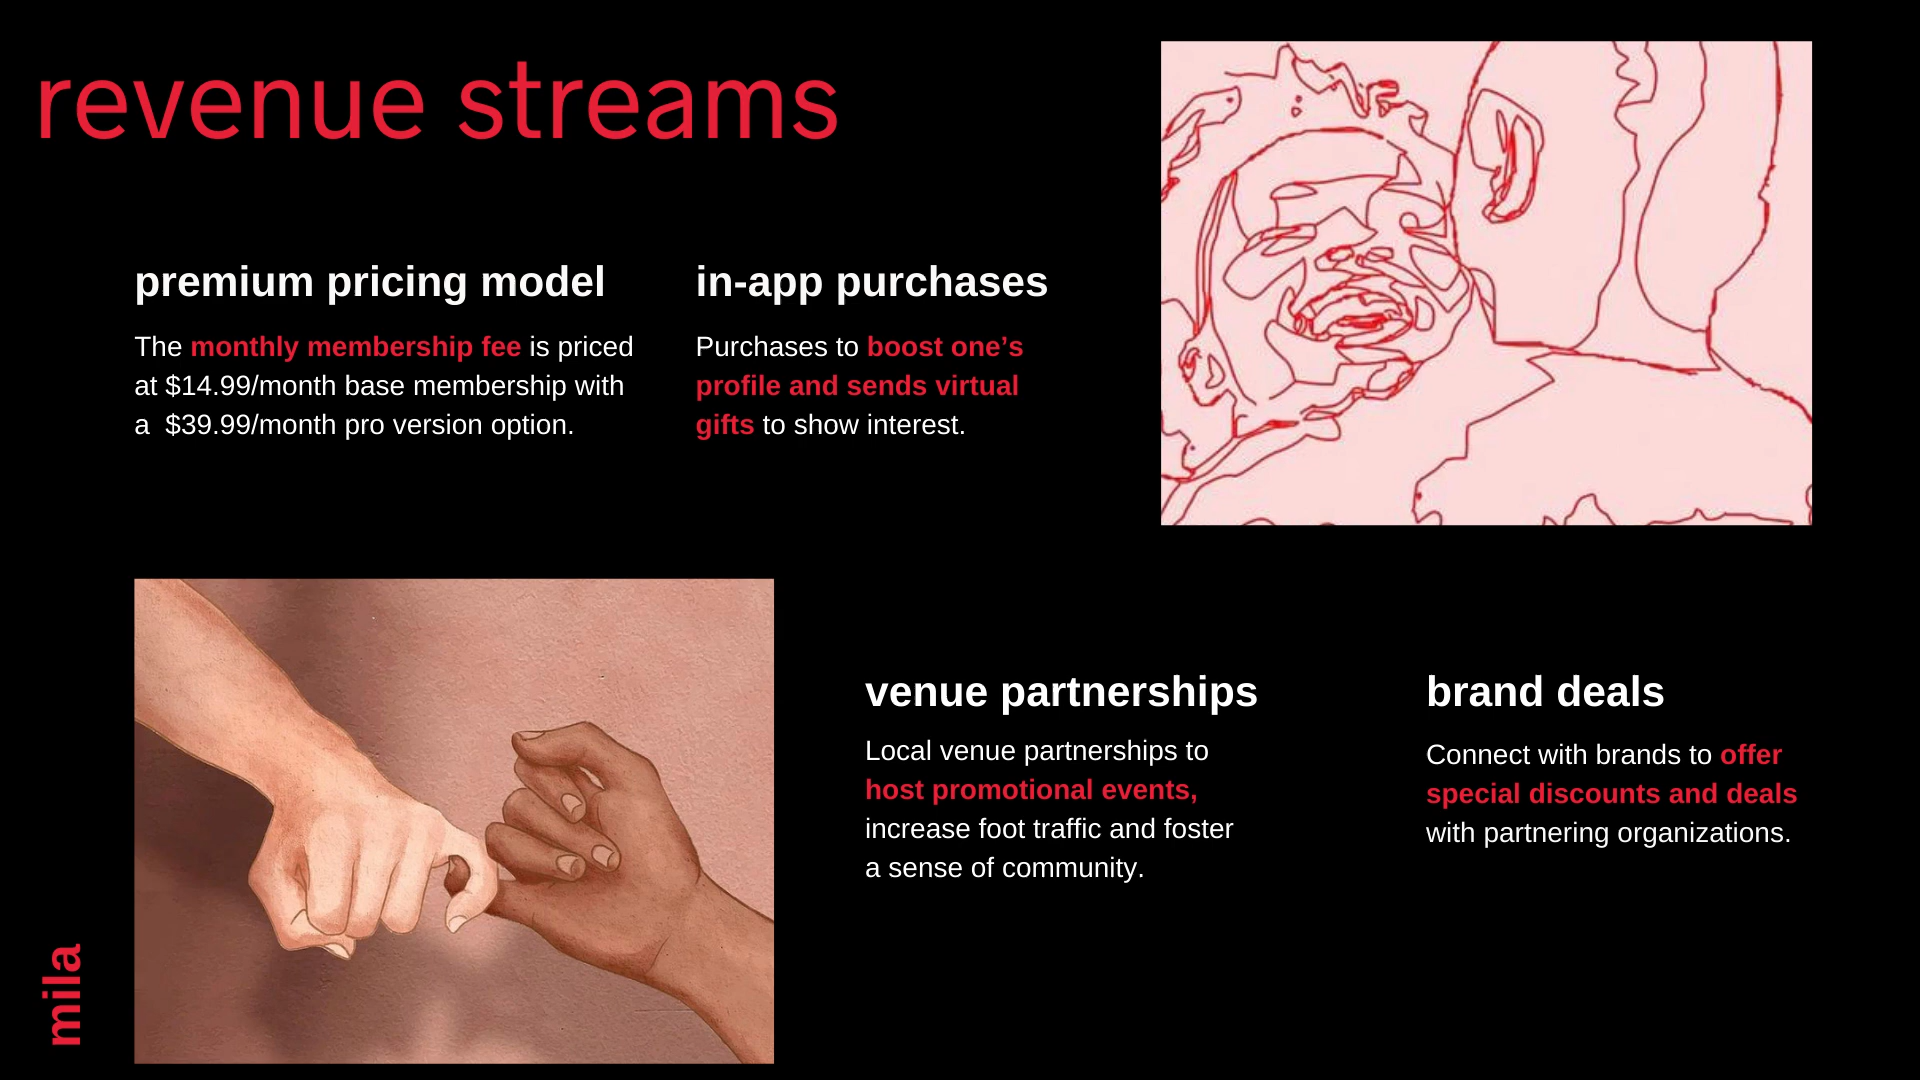 revenue streams
premium pricing model
The monthly membership fee is priced
at $14.99/month base membership with
a  $39.99/month pro version option.
in-app purchases
Purchases to boost one’s
profile and sends virtual
gifts to show interest.
venue partnerships
Local venue partnerships to
host promotional events,
increase foot traffic and foster
a sense of community.
brand deals
Connect with brands to offer
special discounts and deals
with partnering organizations.
mila